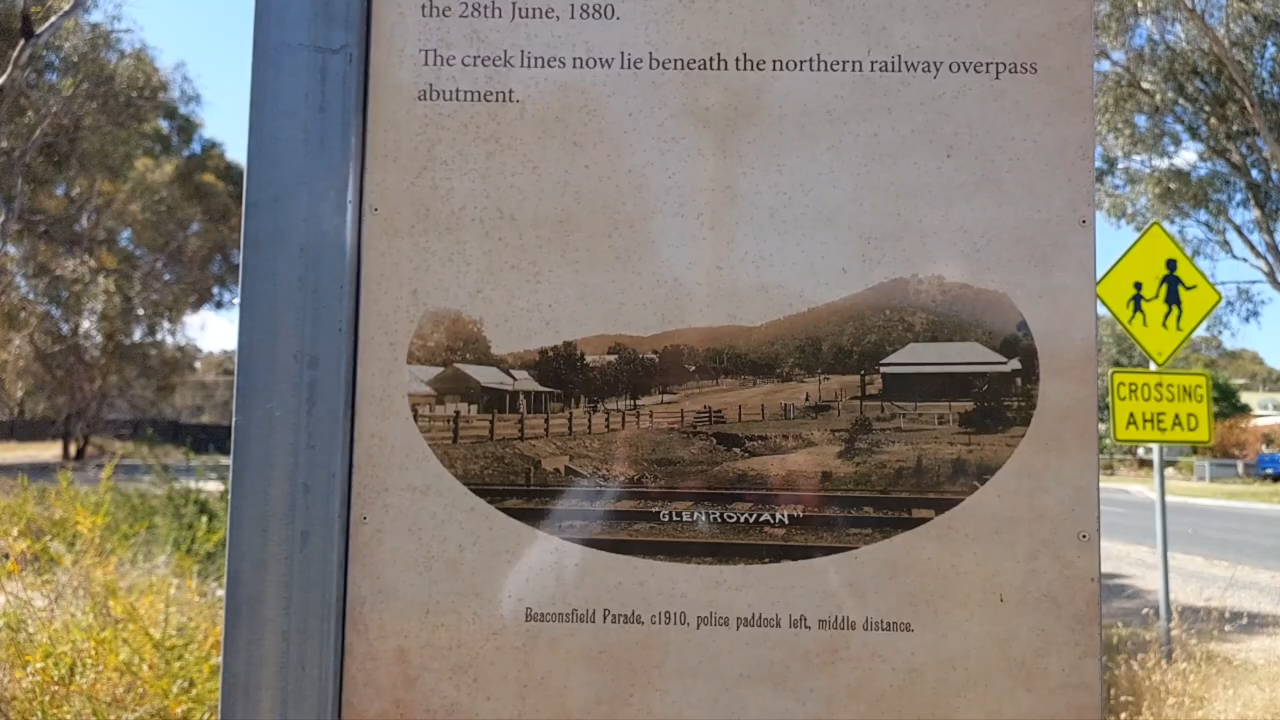 the 28th June, 1880.
The creek lines now lie beneath the northern railway overpass
abutment.
"GLENROWAN"
Beaconsfield Parade, c1910, police paddock left, middle distance.
CROSSING
AHEAD